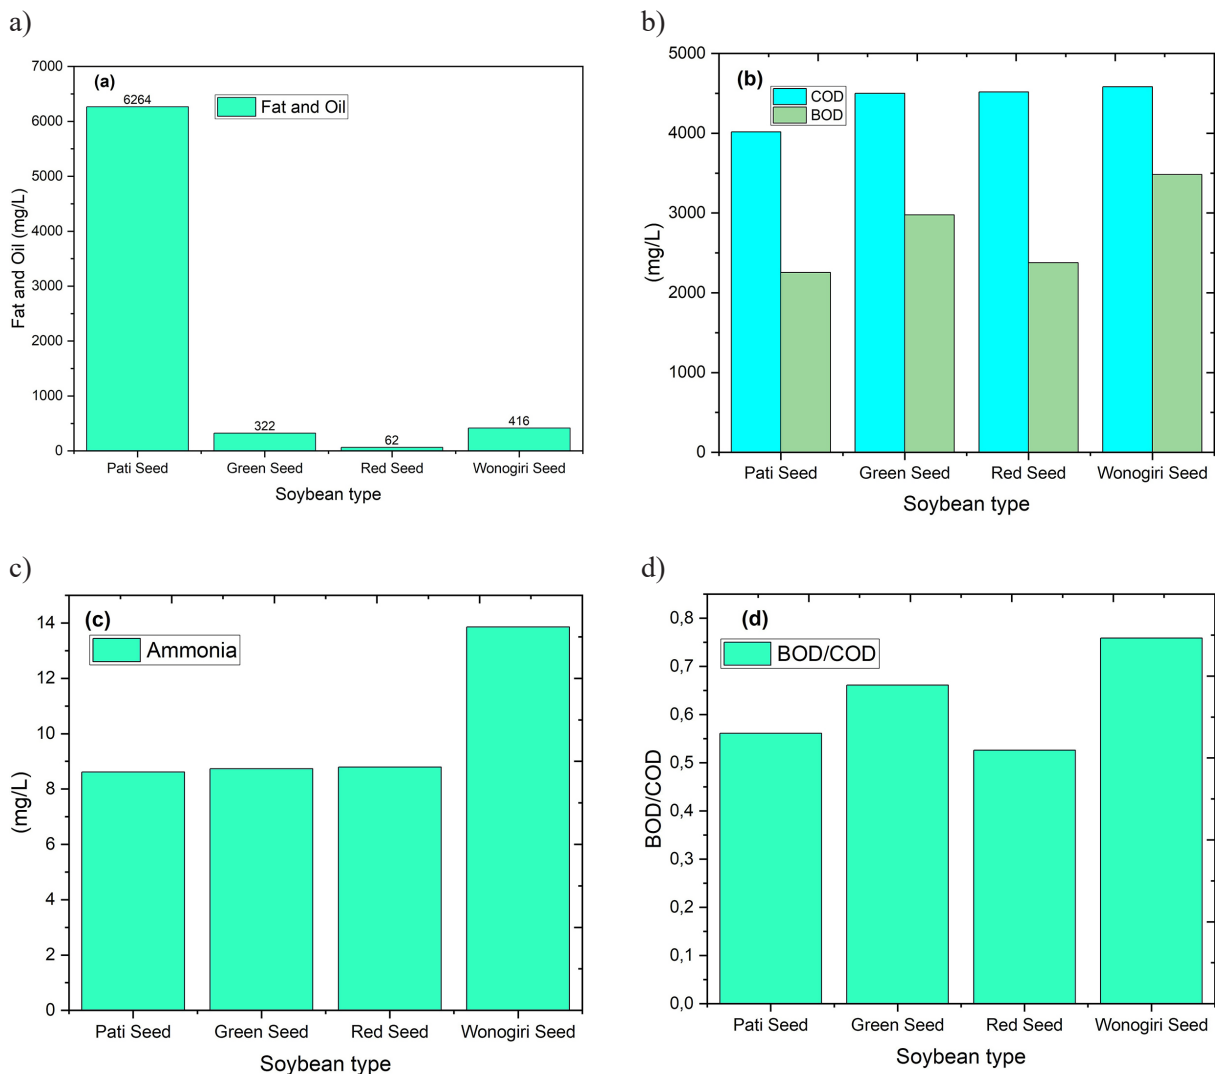 a)
(a)
Fat and Oil
7000
6000
5000
4000
3000
2000
1000
0
Fat and Oil (mg/L)
6264
322
62
416
Pati Seed
Green Seed
Red Seed
Wonogiri Seed
Soybean type
b)
(b)
COD
BOD
5000
4000
3000
2000
1000
0
(mg/L)
Pati Seed
Green Seed
Red Seed
Wonogiri Seed
Soybean type
c)
(c)
Ammonia
14
12
10
8
6
4
2
0
(mg/L)
Pati Seed
Green Seed
Red Seed
Wonogiri Seed
Soybean type
d)
(d)
BOD/COD
0,8
0,7
0,6
0,5
0,4
0,3
0,2
0,1
0,0
BOD/COD
Pati Seed
Green Seed
Red Seed
Wonogiri Seed
Soybean type